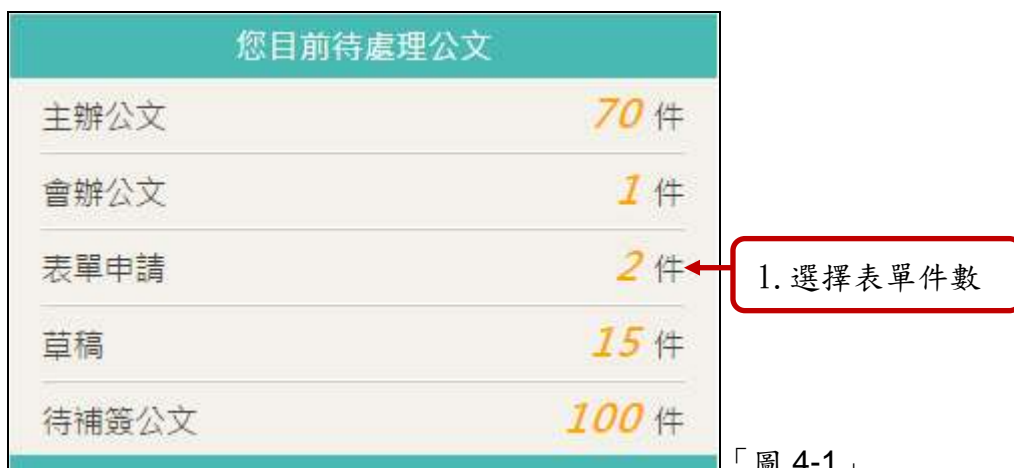 您目前待處理公文
主辦公文 70 件
會辦公文 1 件
表單申請 2 件
1. 選擇表單件數
草稿 15 件
待補簽公文 100 件
「圖 4-1」